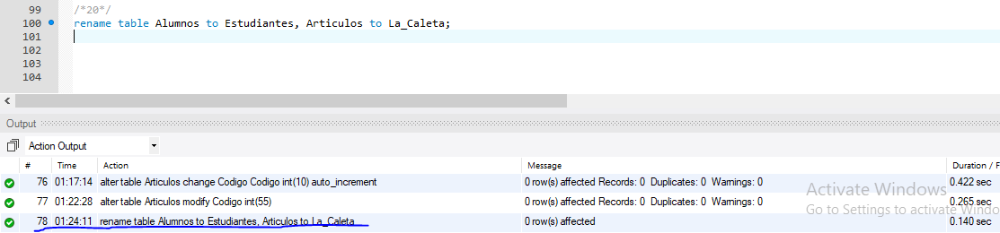 99 /*20*/
100 rename table Alumnos to Estudiantes, Articulos to La_Caleta;
101
102
103
104
Output
Action Output
# Time Action Message Duration / F
76 01:17:14 alter table Articulos change Codigo Codigo int(10) auto_increment 0 row(s) affected Records: 0 Duplicates: 0 Warnings: 0 0.422 sec
77 01:22:28 alter table Articulos modify Codigo int(55) 0 row(s) affected Records: 0 Duplicates: 0 Warnings: 0 0.265 sec
78 01:24:11 rename table Alumnos to Estudiantes, Articulos to La_Caleta 0 row(s) affected 0.140 sec
Activate Windows
Go to Settings to activate Windo